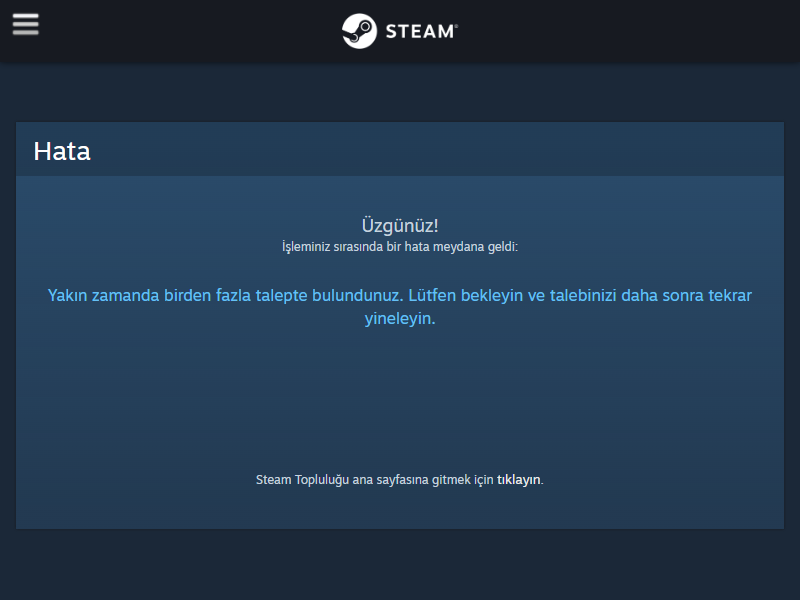 STEAM
Hata
Üzgünüz!
İşleminiz sırasında bir hata meydana geldi:
Yakın zamanda birden fazla talepte bulundunuz. Lütfen bekleyin ve talebinizi daha sonra tekrar
yineleyin.
Steam Topluluğu ana sayfasına gitmek için tıklayın.